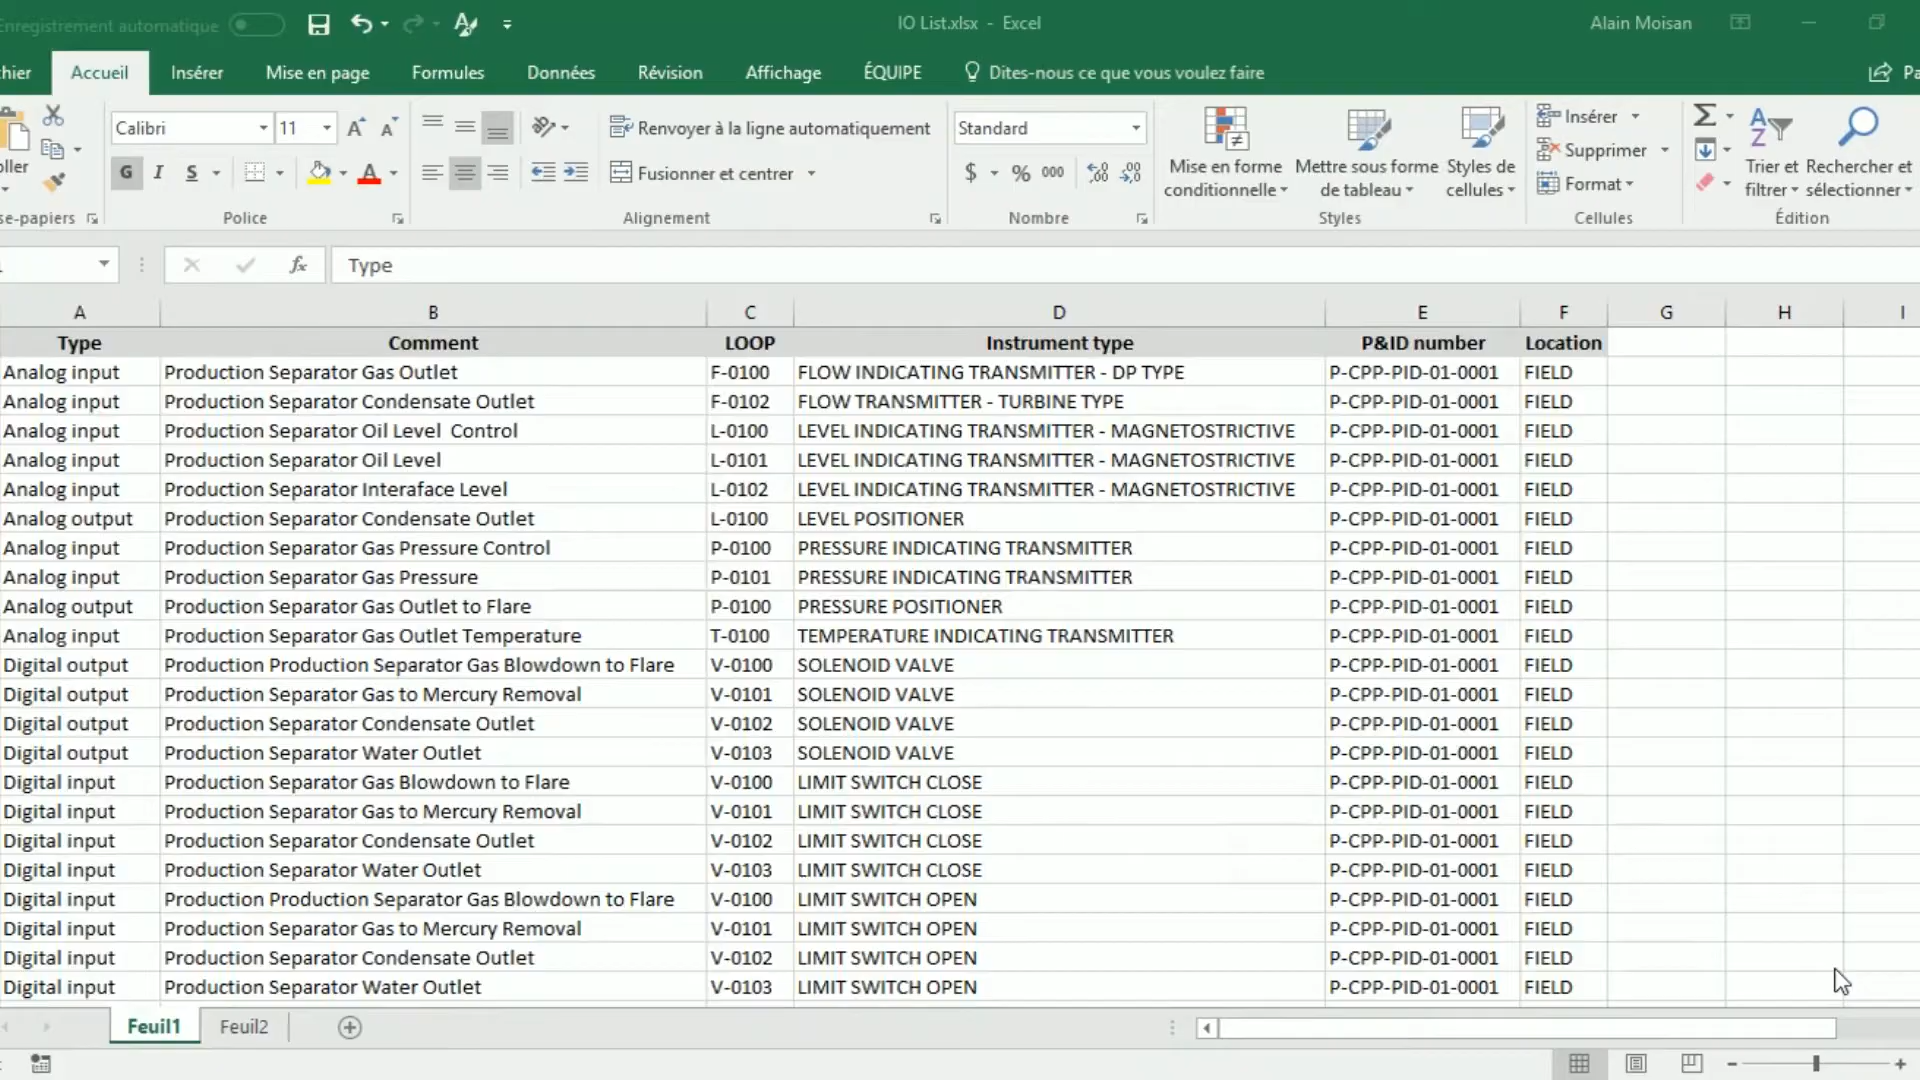 Enregistrement automatique
IO List.xlsx - Excel
Alain Moisan
hier Accueil Insérer Mise en page Formules Données Révision Affichage ÉQUIPE Dites-nous ce que vous voulez faire Pa
oller
Calibri 11
Renvoyer à la ligne automatiquement
Standard
G I S
Fusionner et centrer
$ % 000
Mise en forme conditionnelle
Mettre sous forme de tableau
Styles de cellules
Insérer
Supprimer
Format
Trier et filtrer
Rechercher et sélectionner
se-papiers Police Alignement Nombre Styles Cellules Édition
fx Type
A B C D E F G H I
Type Comment LOOP Instrument type P&ID number Location
Analog input Production Separator Gas Outlet F-0100 FLOW INDICATING TRANSMITTER - DP TYPE P-CPP-PID-01-0001 FIELD
Analog input Production Separator Condensate Outlet F-0102 FLOW TRANSMITTER - TURBINE TYPE P-CPP-PID-01-0001 FIELD
Analog input Production Separator Oil Level  Control L-0100 LEVEL INDICATING TRANSMITTER - MAGNETOSTRICTIVE P-CPP-PID-01-0001 FIELD
Analog input Production Separator Oil Level L-0101 LEVEL INDICATING TRANSMITTER - MAGNETOSTRICTIVE P-CPP-PID-01-0001 FIELD
Analog input Production Separator Interaface Level L-0102 LEVEL INDICATING TRANSMITTER - MAGNETOSTRICTIVE P-CPP-PID-01-0001 FIELD
Analog output Production Separator Condensate Outlet L-0100 LEVEL POSITIONER P-CPP-PID-01-0001 FIELD
Analog input Production Separator Gas Pressure Control P-0100 PRESSURE INDICATING TRANSMITTER P-CPP-PID-01-0001 FIELD
Analog input Production Separator Gas Pressure P-0101 PRESSURE INDICATING TRANSMITTER P-CPP-PID-01-0001 FIELD
Analog output Production Separator Gas Outlet to Flare P-0100 PRESSURE POSITIONER P-CPP-PID-01-0001 FIELD
Analog input Production Separator Gas Outlet Temperature T-0100 TEMPERATURE INDICATING TRANSMITTER P-CPP-PID-01-0001 FIELD
Digital output Production Production Separator Gas Blowdown to Flare V-0100 SOLENOID VALVE P-CPP-PID-01-0001 FIELD
Digital output Production Separator Gas to Mercury Removal V-0101 SOLENOID VALVE P-CPP-PID-01-0001 FIELD
Digital output Production Separator Condensate Outlet V-0102 SOLENOID VALVE P-CPP-PID-01-0001 FIELD
Digital output Production Separator Water Outlet V-0103 SOLENOID VALVE P-CPP-PID-01-0001 FIELD
Digital input Production Separator Gas Blowdown to Flare V-0100 LIMIT SWITCH CLOSE P-CPP-PID-01-0001 FIELD
Digital input Production Separator Gas to Mercury Removal V-0101 LIMIT SWITCH CLOSE P-CPP-PID-01-0001 FIELD
Digital input Production Separator Condensate Outlet V-0102 LIMIT SWITCH CLOSE P-CPP-PID-01-0001 FIELD
Digital input Production Separator Water Outlet V-0103 LIMIT SWITCH CLOSE P-CPP-PID-01-0001 FIELD
Digital input Production Production Separator Gas Blowdown to Flare V-0100 LIMIT SWITCH OPEN P-CPP-PID-01-0001 FIELD
Digital input Production Separator Gas to Mercury Removal V-0101 LIMIT SWITCH OPEN P-CPP-PID-01-0001 FIELD
Digital input Production Separator Condensate Outlet V-0102 LIMIT SWITCH OPEN P-CPP-PID-01-0001 FIELD
Digital input Production Separator Water Outlet V-0103 LIMIT SWITCH OPEN P-CPP-PID-01-0001 FIELD
Feuil1 Feuil2